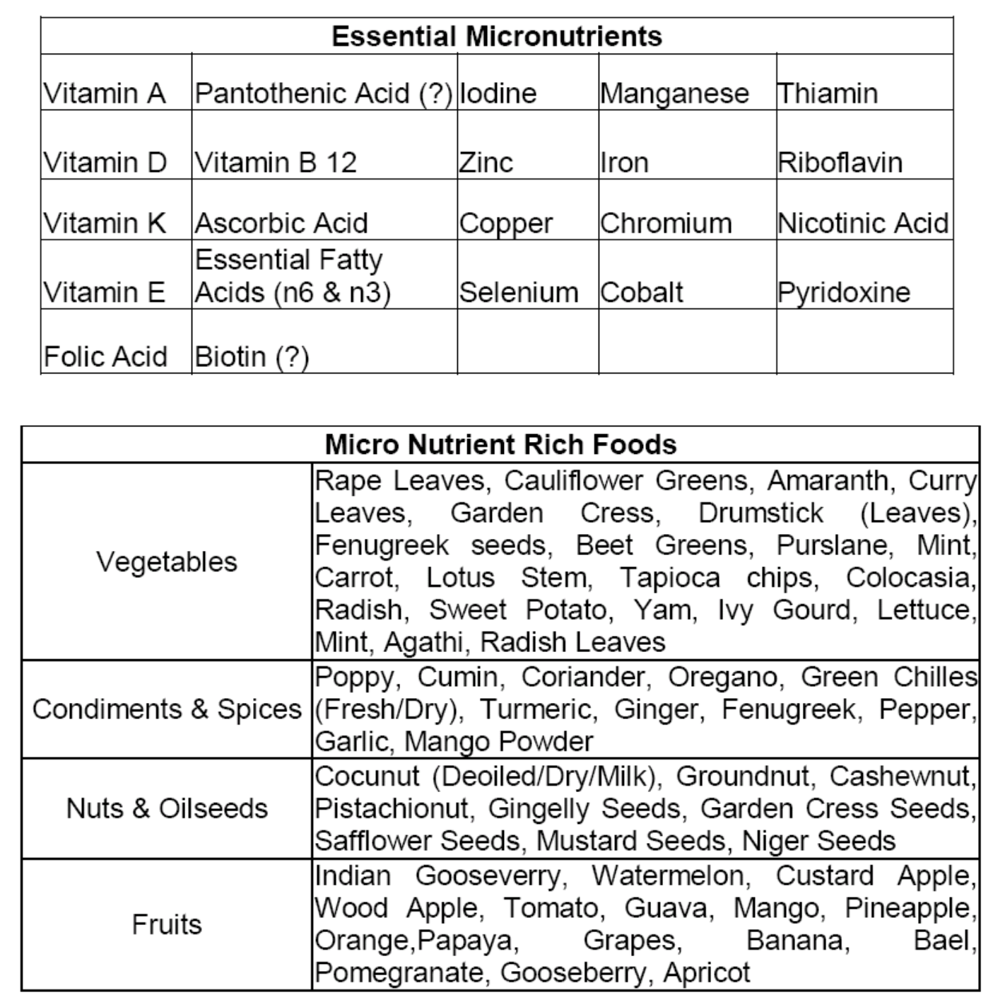 Essential Micronutrients
Vitamin A Pantothenic Acid (?) Iodine Manganese Thiamin
Vitamin D Vitamin B 12 Zinc Iron Riboflavin
Vitamin K Ascorbic Acid Copper Chromium Nicotinic Acid
Essential Fatty
Vitamin E Acids (n6 & n3) Selenium Cobalt Pyridoxine
Folic Acid Biotin (?)
Micro Nutrient Rich Foods
Vegetables
Rape Leaves, Cauliflower Greens, Amaranth, Curry
Leaves, Garden Cress, Drumstick (Leaves),
Fenugreek seeds, Beet Greens, Purslane, Mint,
Carrot, Lotus Stem, Tapioca chips, Colocasia,
Radish, Sweet Potato, Yam, Ivy Gourd, Lettuce,
Mint, Agathi, Radish Leaves
Condiments & Spices
Poppy, Cumin, Coriander, Oregano, Green Chilles
(Fresh/Dry), Turmeric, Ginger, Fenugreek, Pepper,
Garlic, Mango Powder
Nuts & Oilseeds
Cocunut (Deoiled/Dry/Milk), Groundnut, Cashewnut,
Pistachionut, Gingelly Seeds, Garden Cress Seeds,
Safflower Seeds, Mustard Seeds, Niger Seeds
Fruits
Indian Gooseverry, Watermelon, Custard Apple,
Wood Apple, Tomato, Guava, Mango, Pineapple,
Orange,Papaya, Grapes, Banana, Bael,
Pomegranate, Gooseberry, Apricot